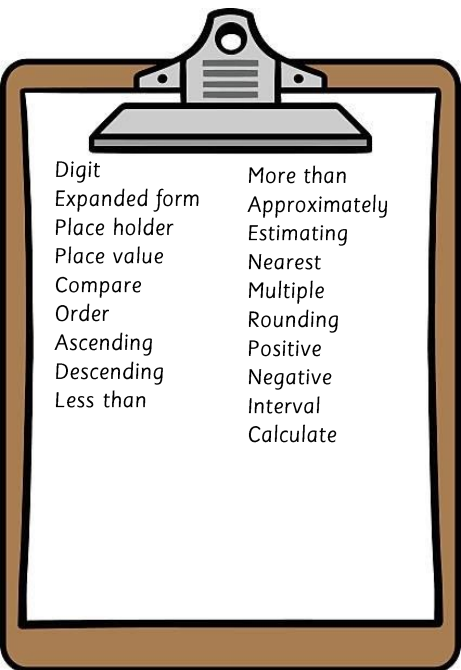 Digit
Expanded form
Place holder
Place value
Compare
Order
Ascending
Descending
Less than
More than
Approximately
Estimating
Nearest
Multiple
Rounding
Positive
Negative
Interval
Calculate